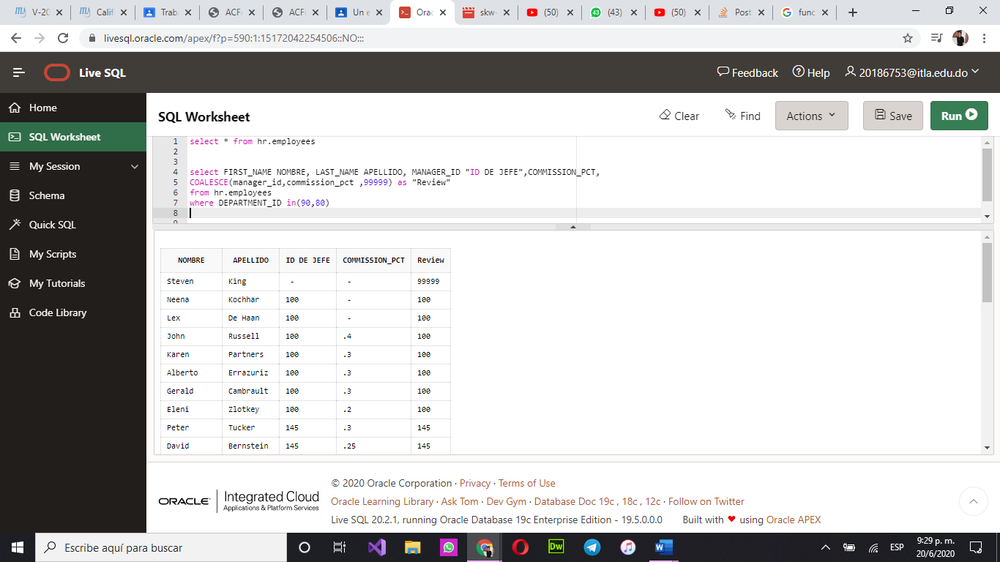 V-20
Calif
Trab
ACF
ACF
Un e
Orac
skw-
(50)
(43)
(50)
Post
func
livesql.oracle.com/apex/f?p=590:1:15172042254506::NO:::
Live SQL
Feedback
Help
20186753@itla.edu.do
Home
SQL Worksheet
My Session
Schema
Quick SQL
My Scripts
My Tutorials
Code Library
SQL Worksheet
Clear
Find
Actions
Save
Run
1 select * from hr.employees
2
3
4 select FIRST_NAME NOMBRE, LAST_NAME APELLIDO, MANAGER_ID "ID DE JEFE",COMMISSION_PCT,
5 COALESCE(manager_id,commission_pct ,99999) as "Review"
6 from hr.employees
7 where DEPARTMENT_ID in(90,80)
8
9
NOMBRE APELLIDO ID DE JEFE COMMISSION_PCT Review
Steven King - - 99999
Neena Kochhar 100 - 100
Lex De Haan 100 - 100
John Russell 100 .4 100
Karen Partners 100 .3 100
Alberto Errazuriz 100 .3 100
Gerald Cambrault 100 .3 100
Eleni Zlotkey 100 .2 100
Peter Tucker 145 .3 145
David Bernstein 145 .25 145
ORACLE Integrated Cloud
Applications & Platform Services
© 2020 Oracle Corporation · Privacy · Terms of Use
Oracle Learning Library · Ask Tom · Dev Gym · Database Doc 19c , 18c , 12c · Follow on Twitter
Live SQL 20.2.1, running Oracle Database 19c Enterprise Edition - 19.5.0.0.0 Built with ❤ using Oracle APEX
Escribe aquí para buscar
Dw
ESP
9:29 p. m.
20/6/2020